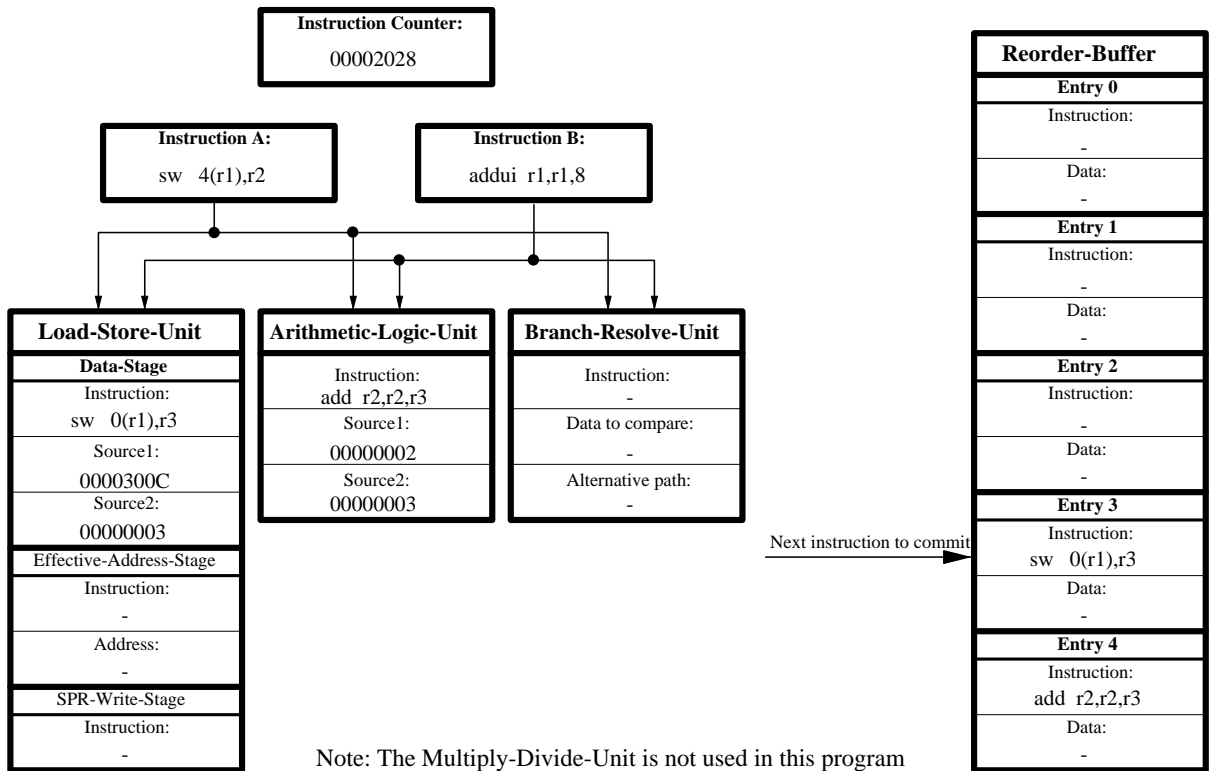 Instruction Counter:
00002028
Instruction A:
sw 4(r1),r2
Instruction B:
addui r1,r1,8
Load-Store-Unit
Data-Stage
Instruction:
sw 0(r1),r3
Source1:
0000300C
Source2:
00000003
Effective-Address-Stage
Instruction:
-
Address:
-
SPR-Write-Stage
Instruction:
-
Arithmetic-Logic-Unit
Instruction:
add r2,r2,r3
Source1:
00000002
Source2:
00000003
Branch-Resolve-Unit
Instruction:
-
Data to compare:
-
Alternative path:
-
Next instruction to commit
Reorder-Buffer
Entry 0
Instruction:
-
Data:
-
Entry 1
Instruction:
-
Data:
-
Entry 2
Instruction:
-
Data:
-
Entry 3
Instruction:
sw 0(r1),r3
Data:
-
Entry 4
Instruction:
add r2,r2,r3
Data:
-
Note: The Multiply-Divide-Unit is not used in this program